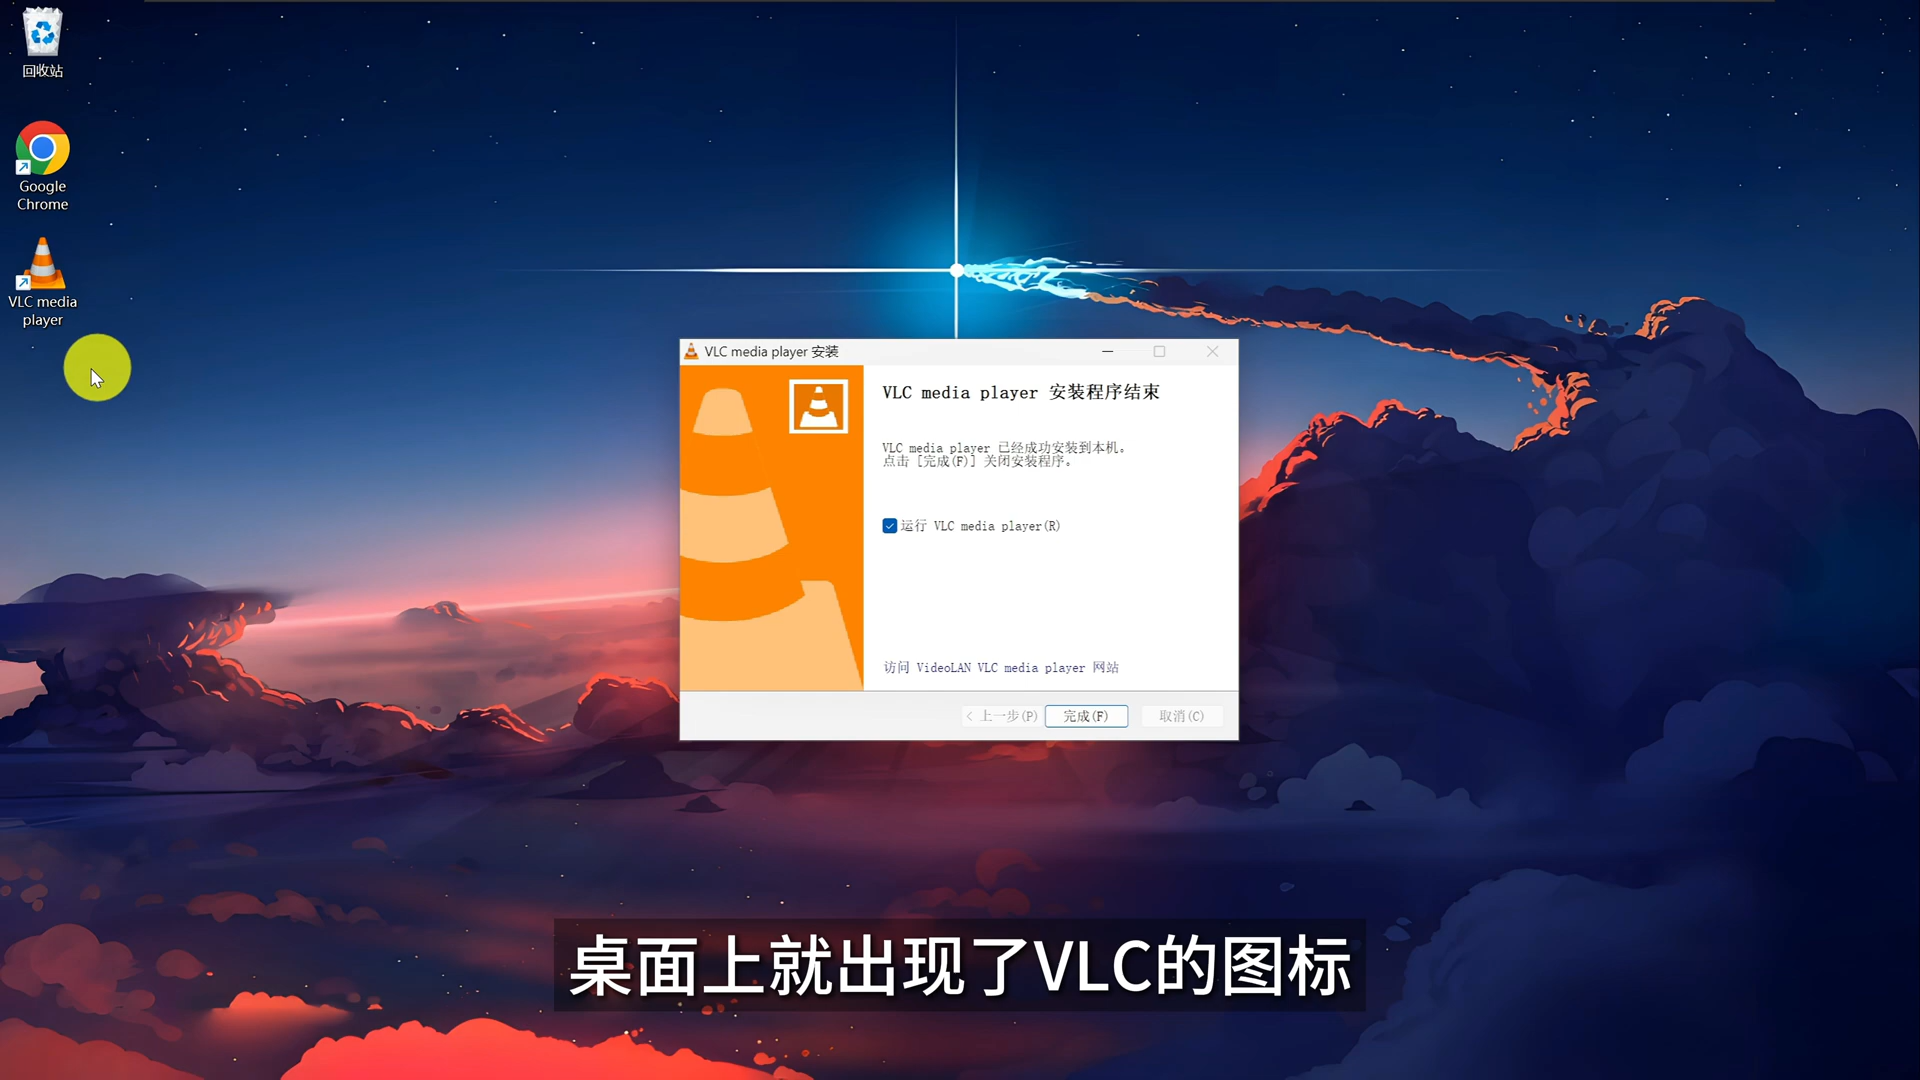 回收站
Google
Chrome
VLC media
player
VLC media player 安装
VLC media player 安装程序结束
VLC media player 已经成功安装到本机。
点击 [完成(F)] 关闭安装程序。
运行 VLC media player(R)
访问 VideoLAN VLC media player 网站
< 上一步(P)
完成(F)
取消(C)
桌面上就出现了VLC的图标